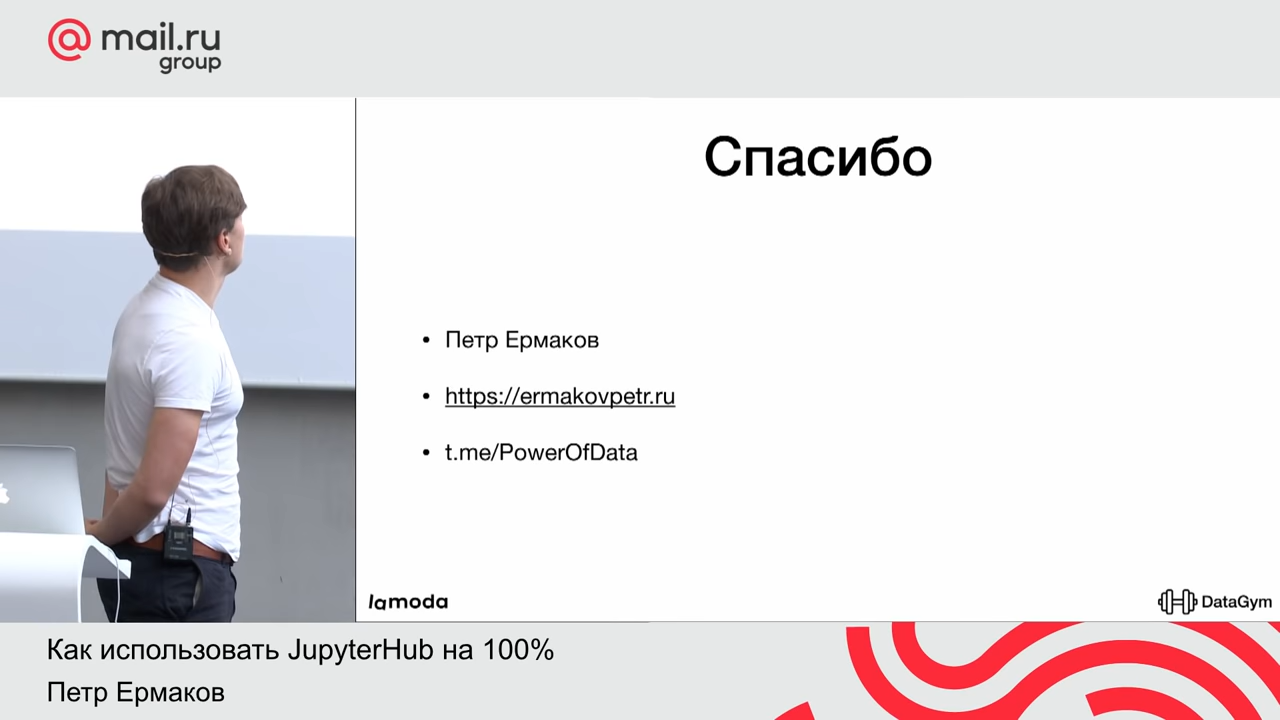 @mail.ru
group
Спасибо
• Петр Ермаков
• https://ermakovpetr.ru
• t.me/PowerOfData
lamoda
DataGym
Как использовать JupyterHub на 100%
Петр Ермаков